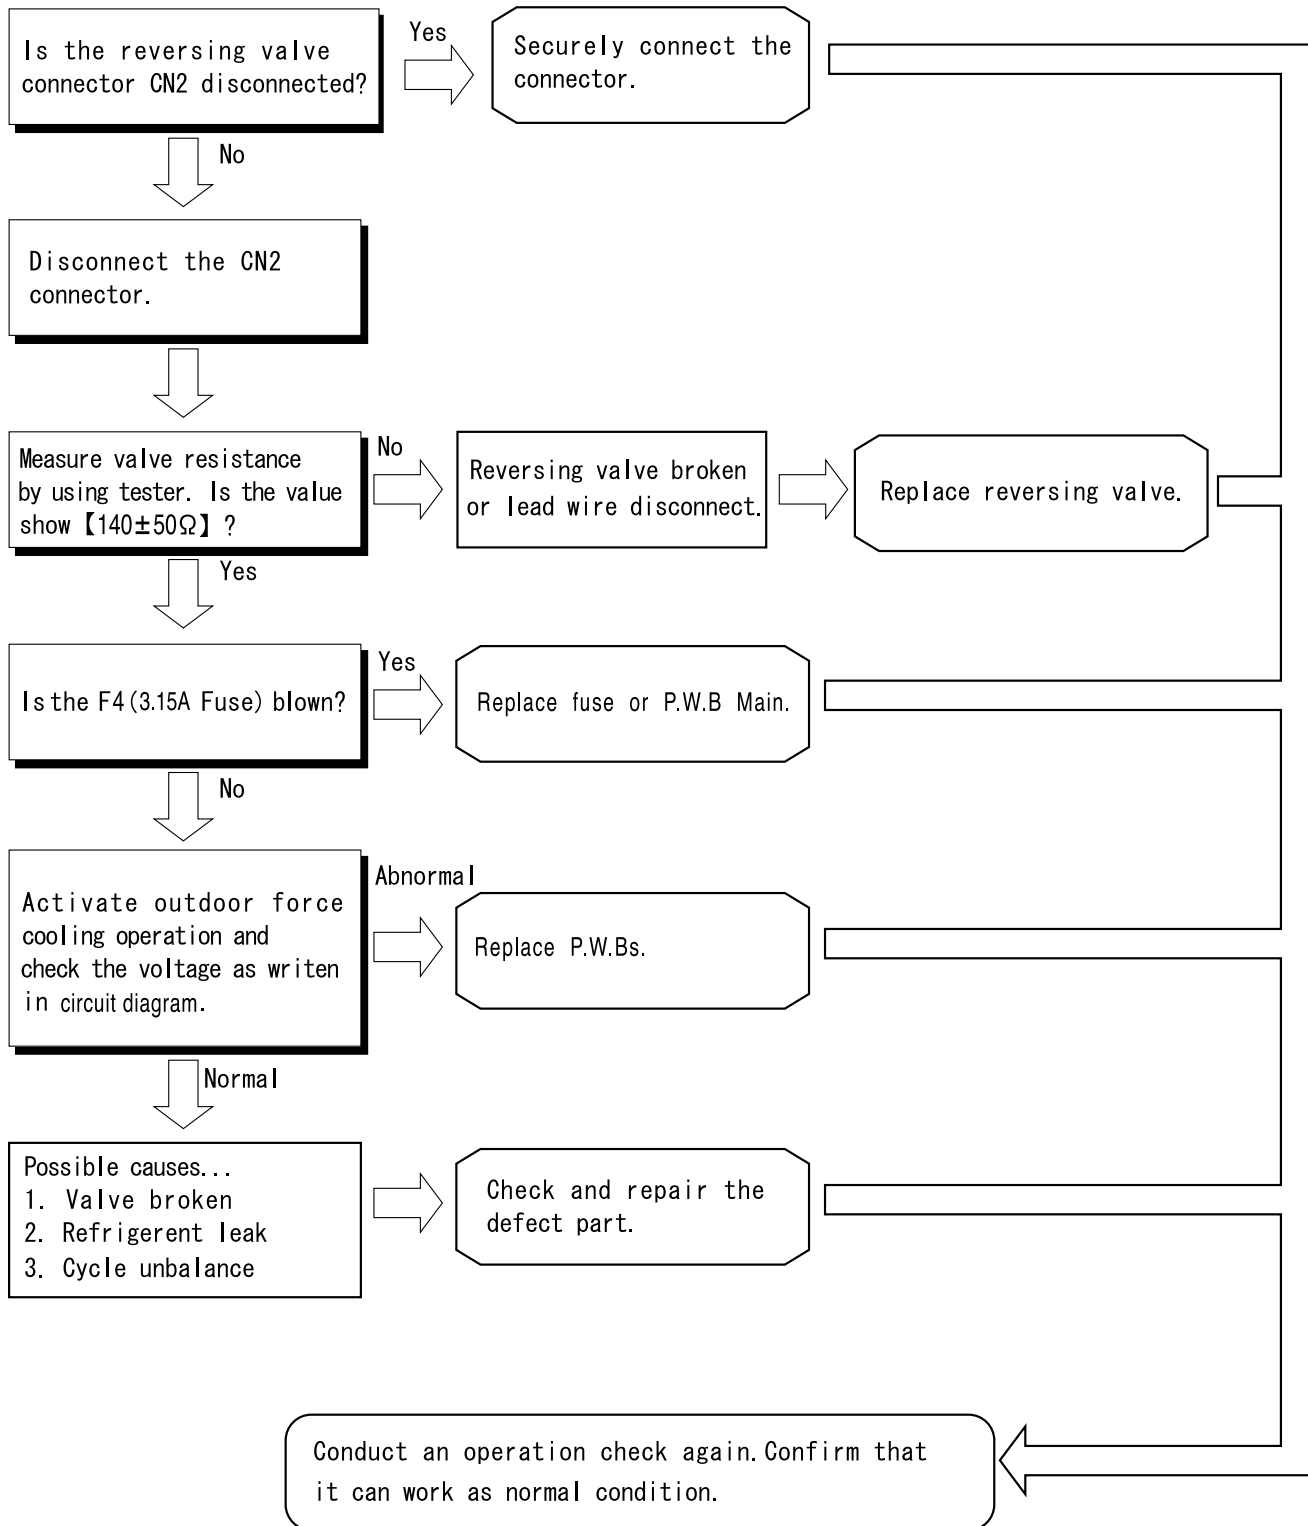 Is the reversing valve
connector CN2 disconnected?
Yes
Securely connect the
connector.
No
Disconnect the CN2
connector.
Measure valve resistance
by using tester. Is the value
show【140±50Ω】?
No
Reversing valve broken
or lead wire disconnect.
Replace reversing valve.
Yes
Is the F4(3.15A Fuse) blown?
Yes
Replace fuse or P.W.B Main.
No
Activate outdoor force
cooling operation and
check the voltage as writen
in circuit diagram.
Abnormal
Replace P.W.Bs.
Normal
Possible causes...
1. Valve broken
2. Refrigerent leak
3. Cycle unbalance
Check and repair the
defect part.
Conduct an operation check again. Confirm that
it can work as normal condition.